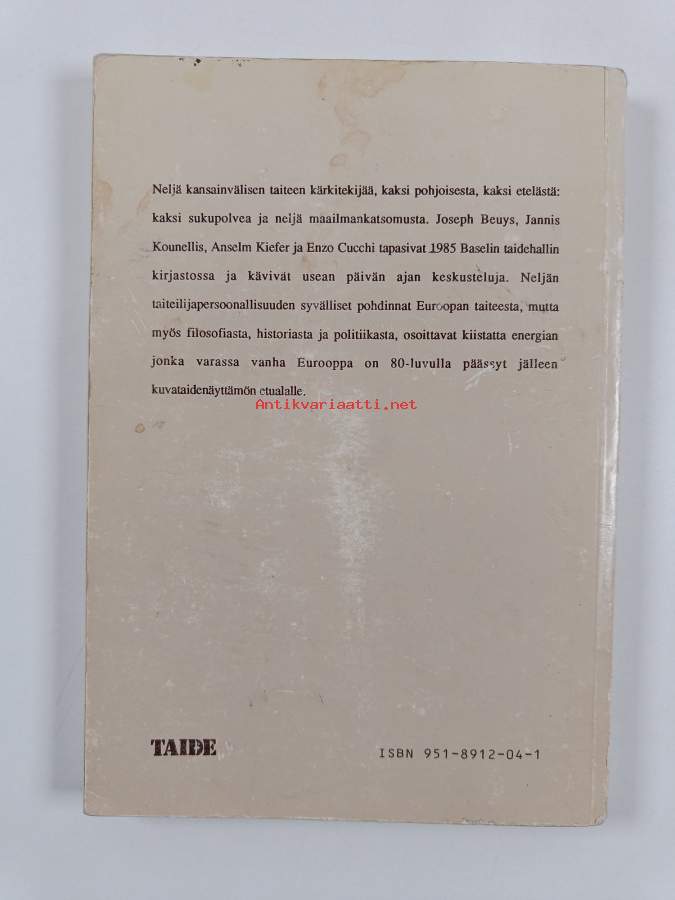 Neljä kansainvälisen taiteen kärkitekijää, kaksi pohjoisesta, kaksi etelästä:
kaksi sukupolvea ja neljä maailmankatsomusta. Joseph Beuys, Jannis
Kounellis, Anselm Kiefer ja Enzo Cucchi tapasivat 1985 Baselin taidehallin
kirjastossa ja kävivät usean päivän ajan keskusteluja. Neljän
taiteilijapersoonallisuuden syvälliset pohdinnat Euroopan taiteesta, mutta
myös filosofiasta, historiasta ja politiikasta, osoittavat kiistatta energian
jonka varassa vanha Eurooppa on 80-luvulla päässyt jälleen
kuvataidenäyttämön etualalle.
Antikvariaatti.net
TAIDE
ISBN 951-8912-04-1